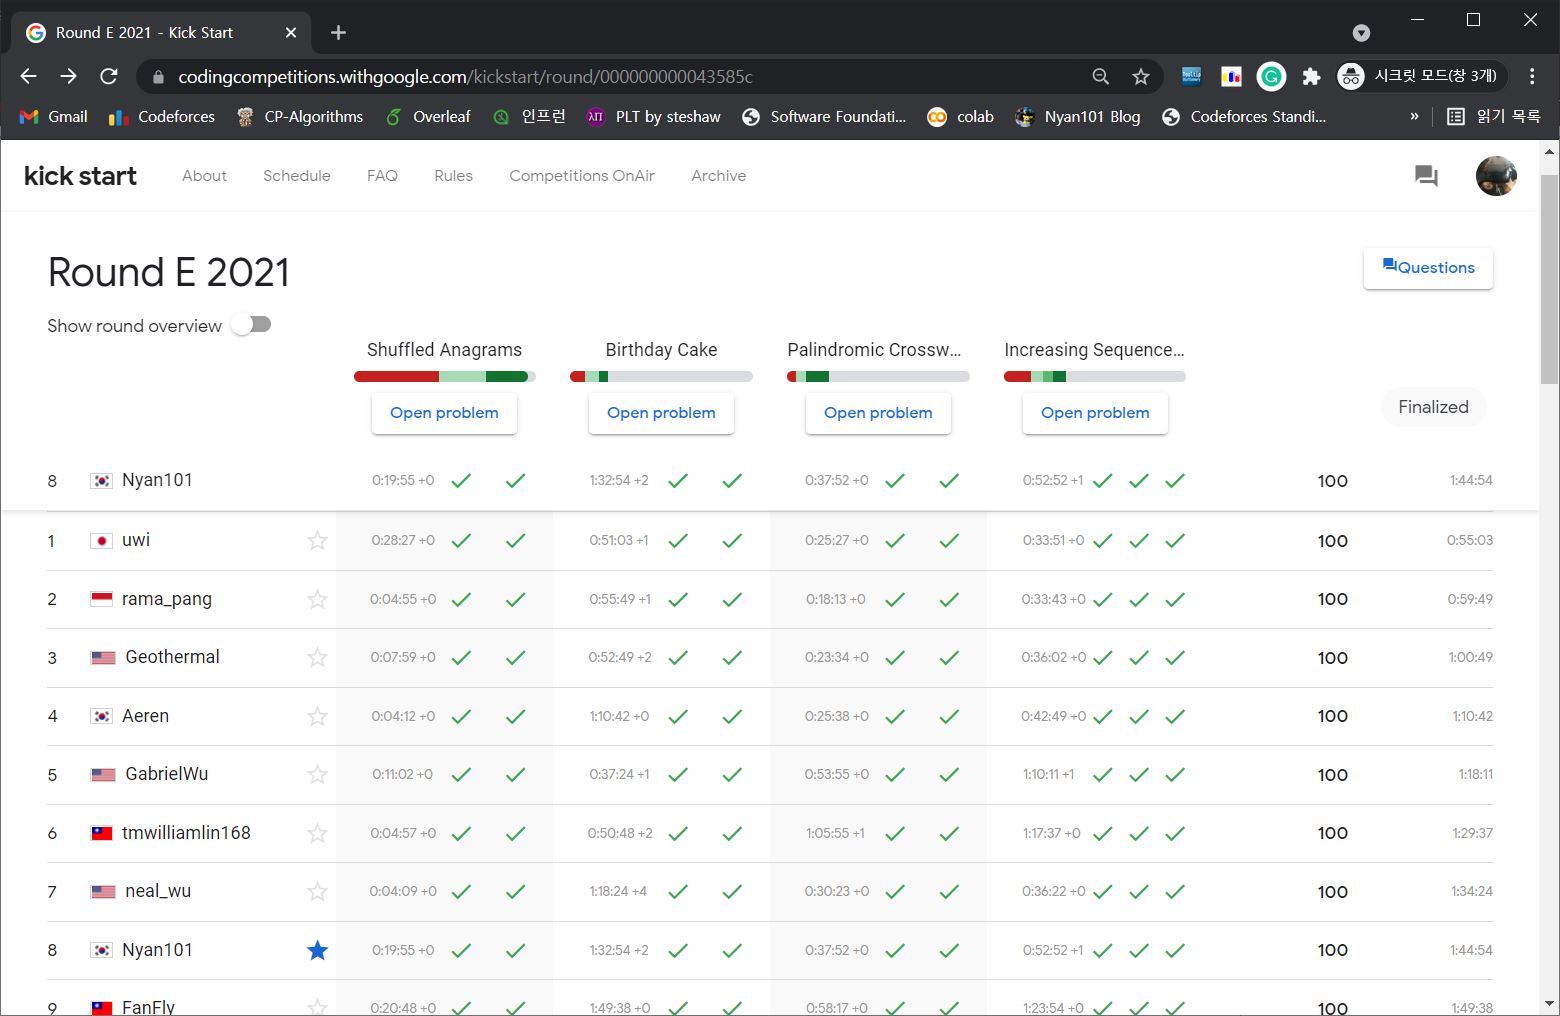 Round E 2021 - Kick Start
codingcompetitions.withgoogle.com/kickstart/round/000000000043585c
시크릿 모드(창 3개)
Gmail Codeforces CP-Algorithms Overleaf 인프런 PLT by steshaw Software Foundati... colab Nyan101 Blog Codeforces Standi... » 읽기 목록
kick start About Schedule FAQ Rules Competitions OnAir Archive
Round E 2021
Questions
Show round overview
Shuffled Anagrams Birthday Cake Palindromic Crossw... Increasing Sequence...
Open problem Open problem Open problem Open problem
Finalized
8 Nyan101 0:19:55 +0 1:32:54 +2 0:37:52 +0 0:52:52 +1 100 1:44:54
1 uwi 0:28:27 +0 0:51:03 +1 0:25:27 +0 0:33:51 +0 100 0:55:03
2 rama_pang 0:04:55 +0 0:55:49 +1 0:18:13 +0 0:33:43 +0 100 0:59:49
3 Geothermal 0:07:59 +0 0:52:49 +2 0:23:34 +0 0:36:02 +0 100 1:00:49
4 Aeren 0:04:12 +0 1:10:42 +0 0:25:38 +0 0:42:49 +0 100 1:10:42
5 GabrielWu 0:11:02 +0 0:37:24 +1 0:53:55 +0 1:10:11 +1 100 1:18:11
6 tmwilliamlin168 0:04:57 +0 0:50:48 +2 1:05:55 +1 1:17:37 +0 100 1:29:37
7 neal_wu 0:04:09 +0 1:18:24 +4 0:30:23 +0 0:36:22 +0 100 1:34:24
8 Nyan101 0:19:55 +0 1:32:54 +2 0:37:52 +0 0:52:52 +1 100 1:44:54
9 FanFly 0:20:48 +0 1:49:38 +0 0:58:17 +0 1:23:54 +0 100 1:49:38